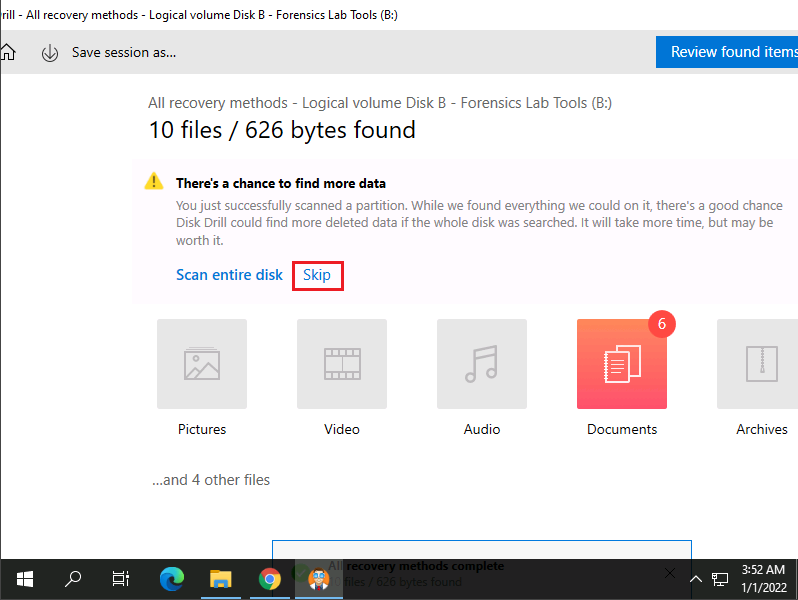 rill - All recovery methods - Logical volume Disk B - Forensics Lab Tools (B:)
Save session as...
Review found items
All recovery methods - Logical volume Disk B - Forensics Lab Tools (B:)
10 files / 626 bytes found
There's a chance to find more data
You just successfully scanned a partition. While we found everything we could on it, there's a good chance
Disk Drill could find more deleted data if the whole disk was searched. It will take more time, but may be
worth it.
Scan entire disk Skip
6
Pictures Video Audio Documents Archives
...and 4 other files
All recovery methods complete
files / 626 bytes found
3:52 AM
1/1/2022